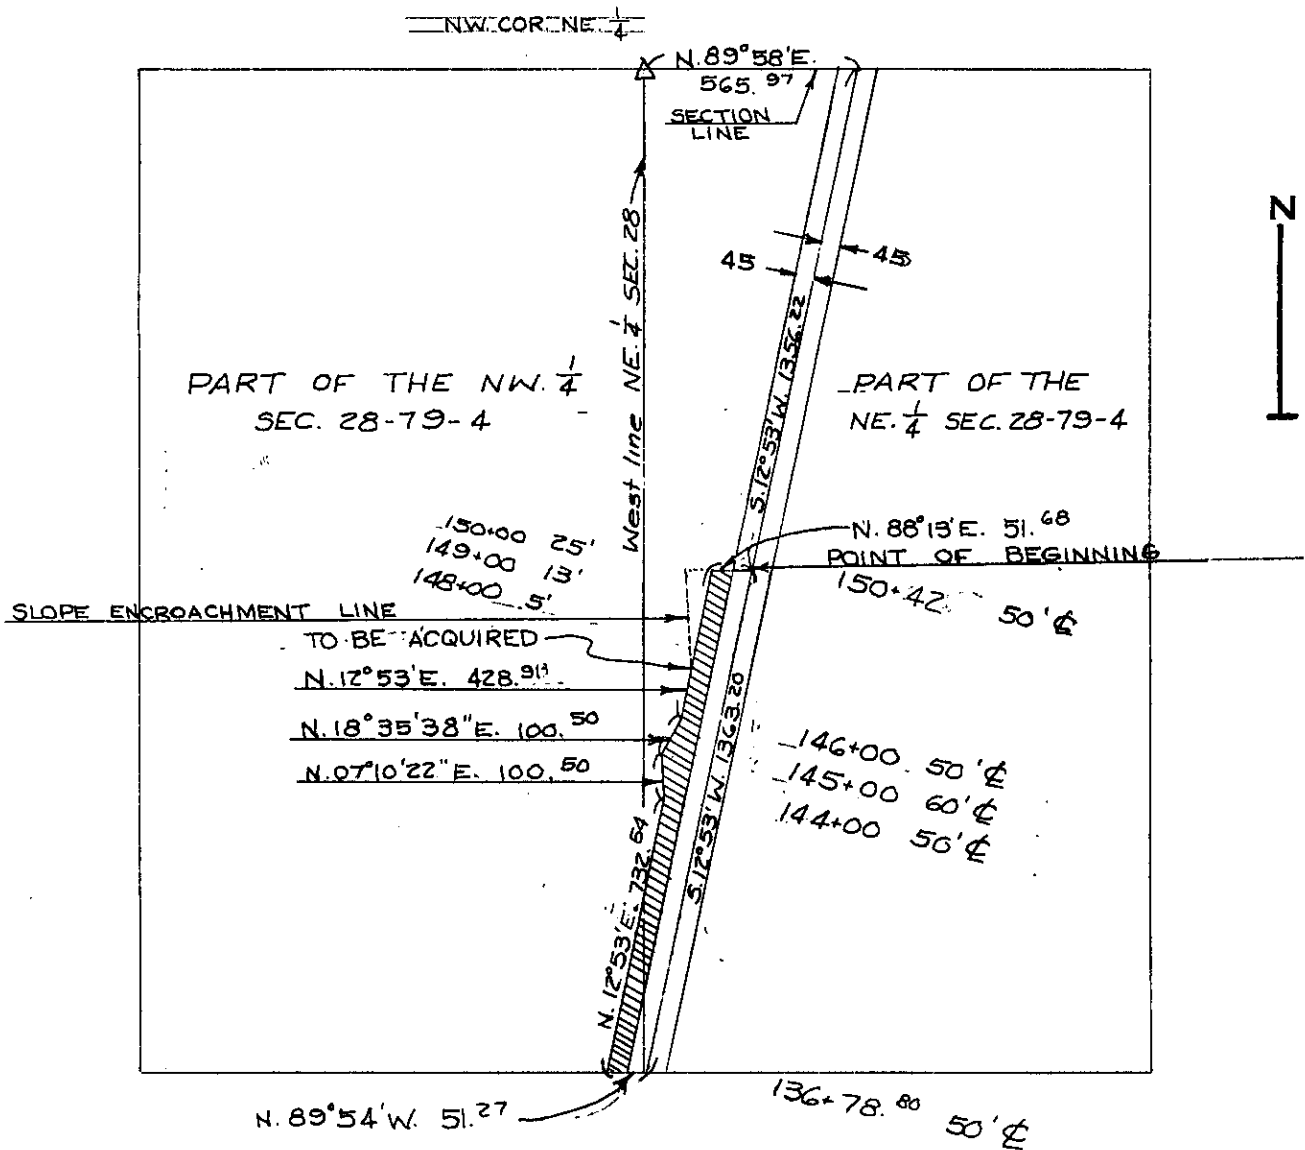 NW. COR. NE. 1/4
N. 89°58'E.
565.97
SECTION
LINE
N
45
45
West line NE. 1/4 SEC. 28
S. 12°53'W. 1356.22
PART OF THE NW. 1/4
SEC. 28-79-4
PART OF THE
NE. 1/4 SEC. 28-79-4
150+00 25'
149+00 13'
148+00 5'
N. 88°13'E. 51.68
POINT OF BEGINNING
150+42 50' ℄
SLOPE ENCROACHMENT LINE
TO BE ACQUIRED
N. 12°53'E. 428.91
N. 18°35'38"E. 100.50
N. 07°10'22"E. 100.50
S. 12°53'W. 1363.20
146+00 50' ℄
145+00 60' ℄
144+00 50' ℄
N. 12°53'E. 732.64
N. 89°54'W. 51.27
136+78.80 50' ℄